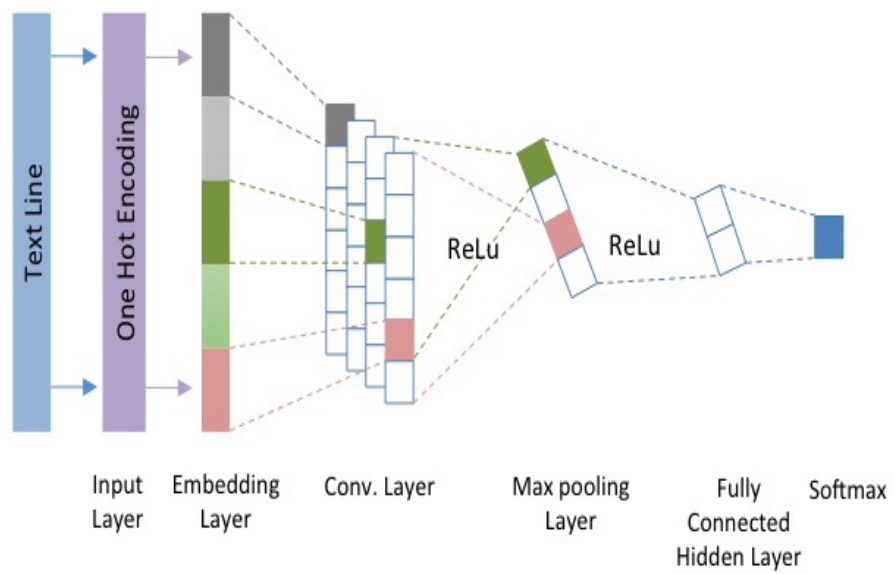 Text Line
One Hot Encoding
ReLu
ReLu
Input
Layer
Embedding
Layer
Conv. Layer
Max pooling
Layer
Fully
Connected
Hidden Layer
Softmax